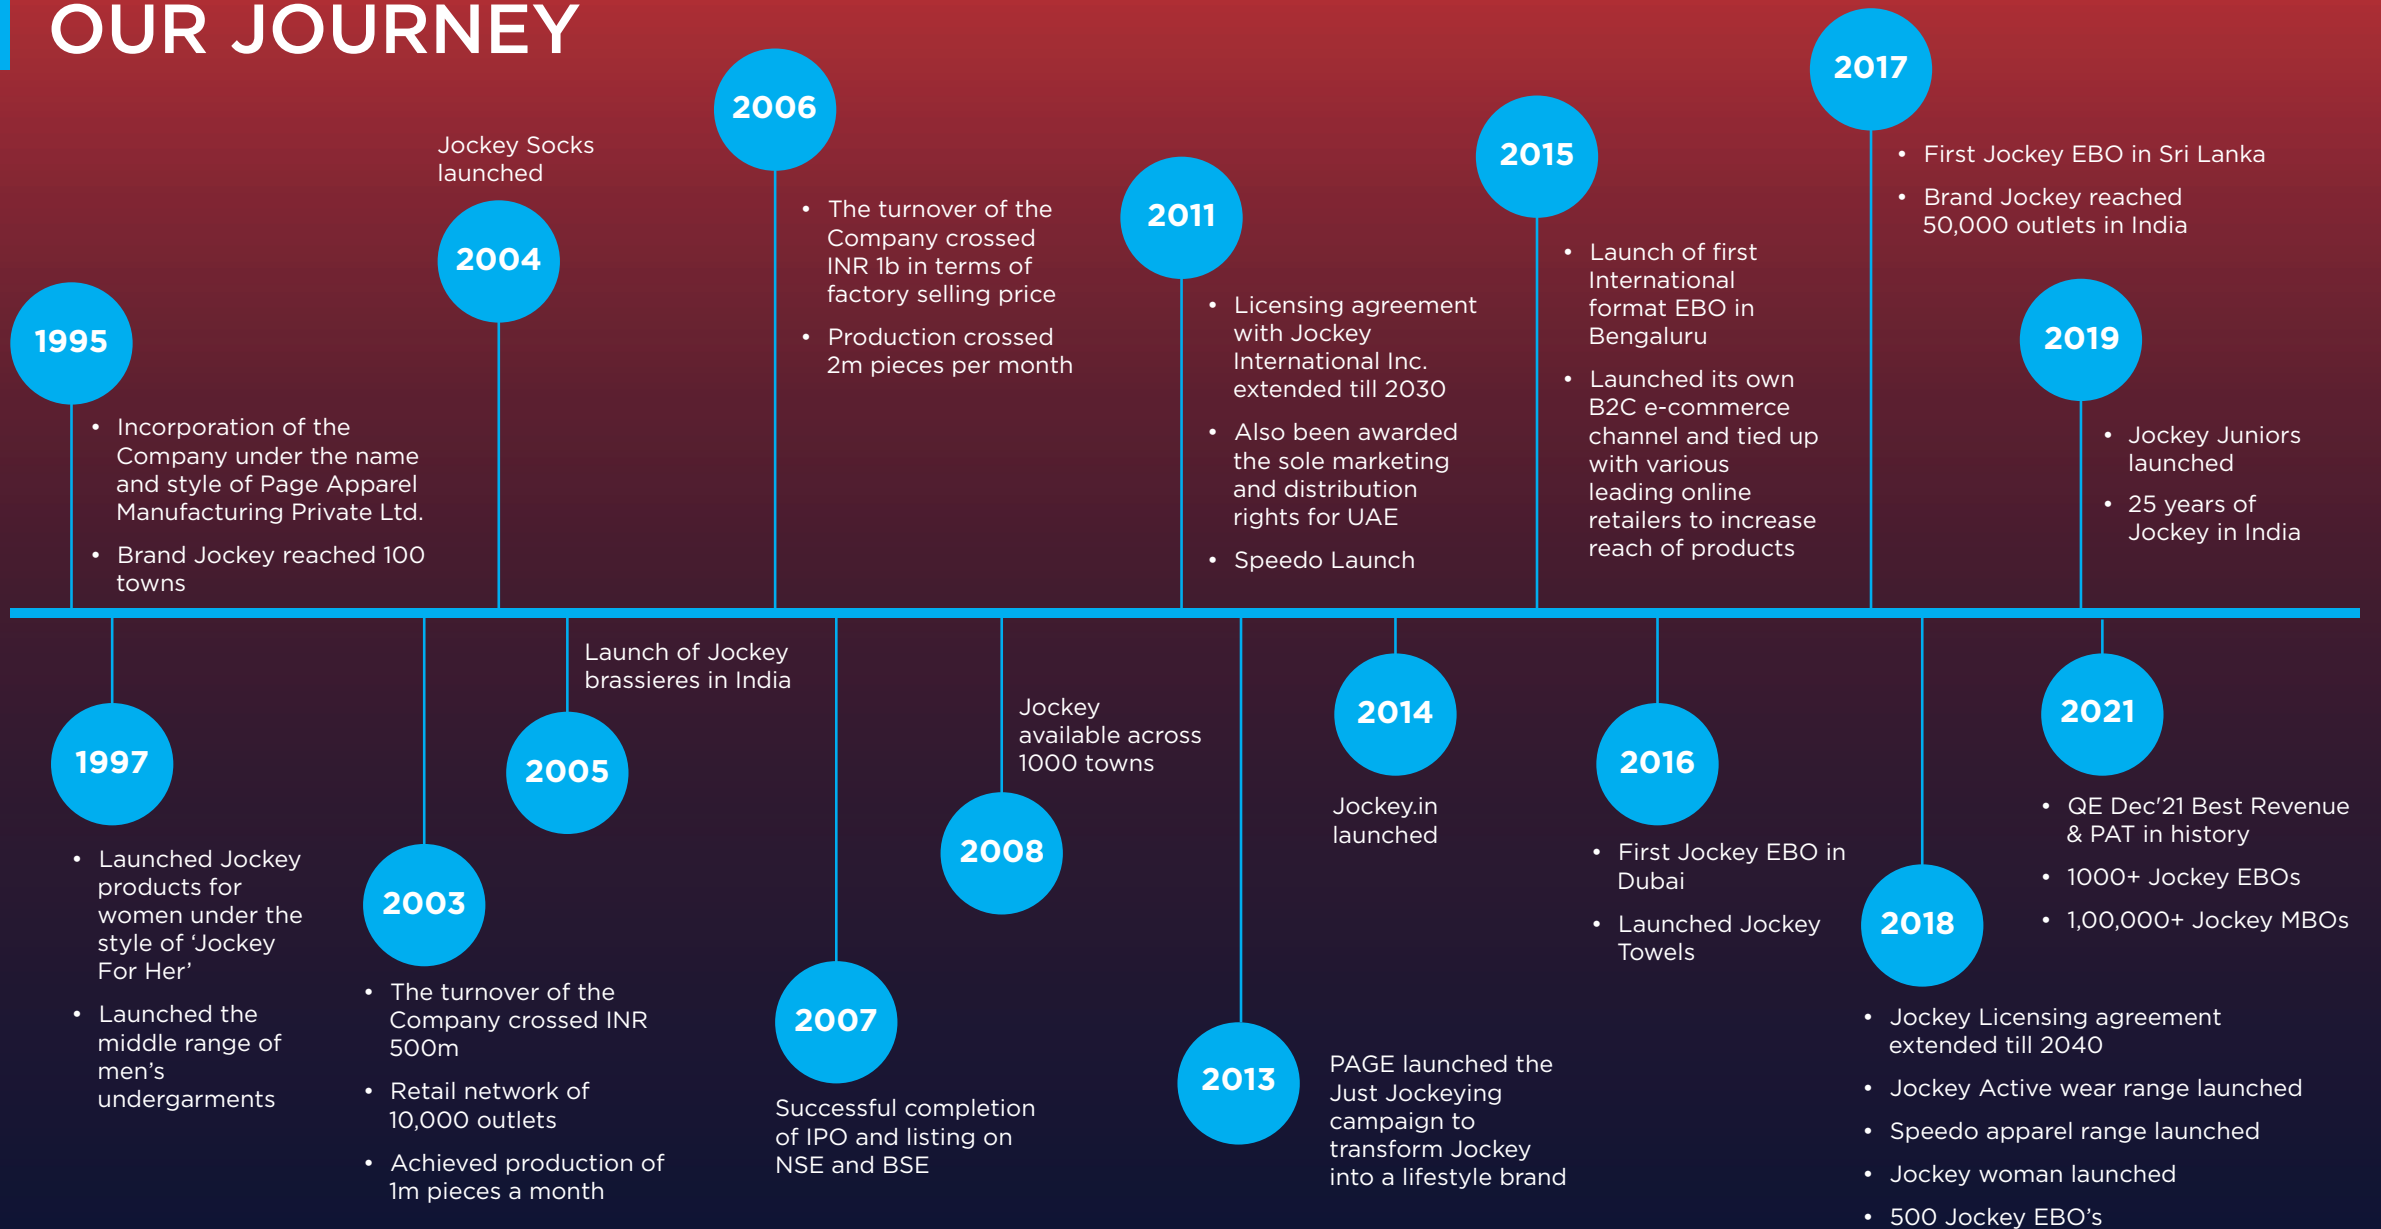 OUR JOURNEY
1995
• Incorporation of the
Company under the name
and style of Page Apparel
Manufacturing Private Ltd.
• Brand Jockey reached 100
towns
1997
• Launched Jockey
products for
women under the
style of ‘Jockey
For Her’
• Launched the
middle range of
men’s
undergarments
2003
• The turnover of the
Company crossed INR
500m
• Retail network of
10,000 outlets
• Achieved production of
1m pieces a month
Jockey Socks
launched
2004
Launch of Jockey
brassieres in India
2005
2006
• The turnover of the
Company crossed
INR 1b in terms of
factory selling price
• Production crossed
2m pieces per month
2007
Successful completion
of IPO and listing on
NSE and BSE
Jockey
available across
1000 towns
2008
2011
• Licensing agreement
with Jockey
International Inc.
extended till 2030
• Also been awarded
the sole marketing
and distribution
rights for UAE
• Speedo Launch
2013
PAGE launched the
Just Jockeying
campaign to
transform Jockey
into a lifestyle brand
2014
Jockey.in
launched
2015
• Launch of first
International
format EBO in
Bengaluru
• Launched its own
B2C e-commerce
channel and tied up
with various
leading online
retailers to increase
reach of products
2016
• First Jockey EBO in
Dubai
• Launched Jockey
Towels
2017
• First Jockey EBO in Sri Lanka
• Brand Jockey reached
50,000 outlets in India
2018
• Jockey Licensing agreement
extended till 2040
• Jockey Active wear range launched
• Speedo apparel range launched
• Jockey woman launched
• 500 Jockey EBO’s
2019
• Jockey Juniors
launched
• 25 years of
Jockey in India
2021
• QE Dec'21 Best Revenue
& PAT in history
• 1000+ Jockey EBOs
• 1,00,000+ Jockey MBOs